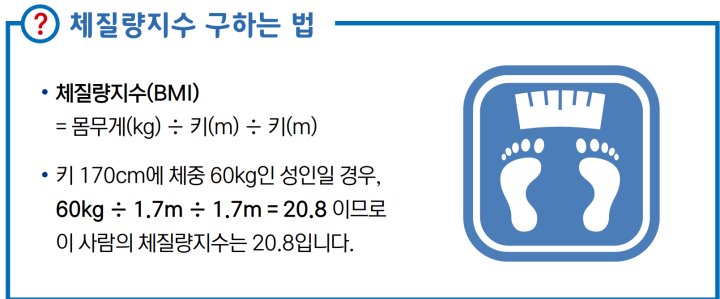 ? 체질량지수 구하는 법
• 체질량지수(BMI)
= 몸무게(kg) ÷ 키(m) ÷ 키(m)
• 키 170cm에 체중 60kg인 성인일 경우,
60kg ÷ 1.7m ÷ 1.7m = 20.8 이므로
이 사람의 체질량지수는 20.8입니다.